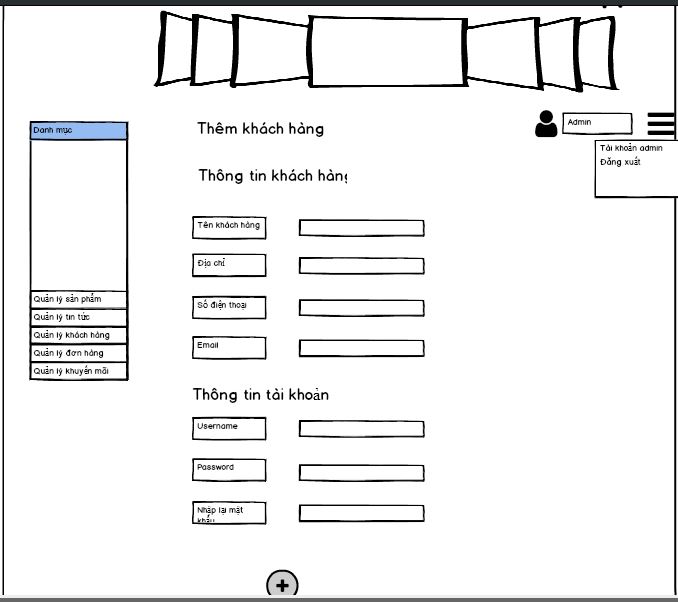 Danh mục
Quản lý sản phẩm
Quản lý tin tức
Quản lý khách hàng
Quản lý đơn hàng
Quản lý khuyến mãi
Thêm khách hàng
Admin
Tài khoản admin
Đăng xuất
Thông tin khách hàng
Tên khách hàng
Địa chỉ
Số điện thoại
Email
Thông tin tài khoản
Username
Password
Nhập lại mật
khẩu